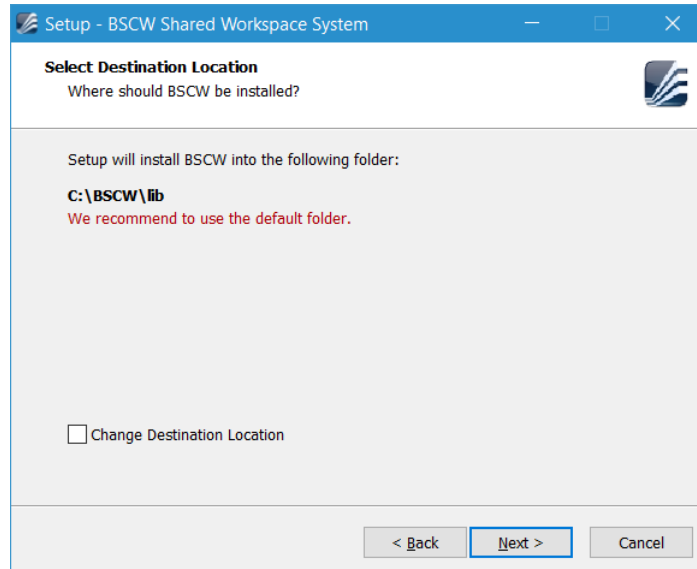 Setup - BSCW Shared Workspace System
Select Destination Location
Where should BSCW be installed?
Setup will install BSCW into the following folder:
C:\BSCW\lib
We recommend to use the default folder.
Change Destination Location
< Back Next > Cancel